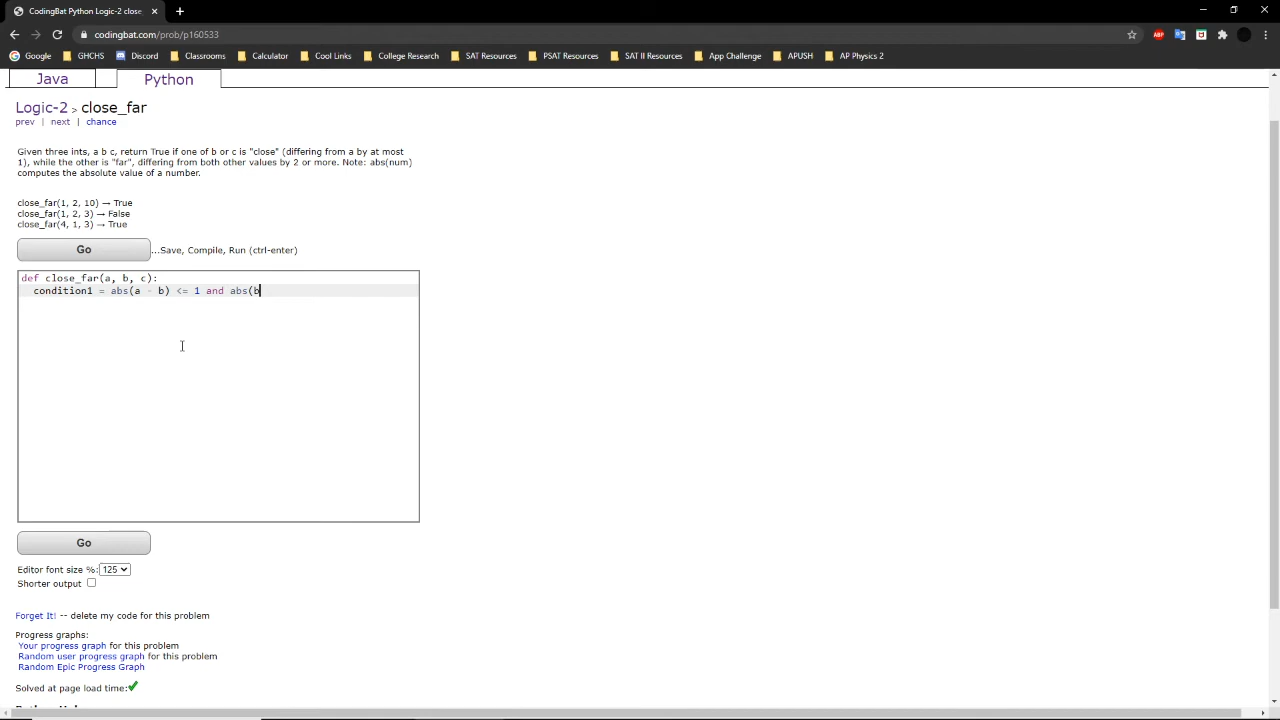 CodingBat Python Logic-2 close_
codingbat.com/prob/p160533
Google GHCHS Discord Classrooms Calculator Cool Links College Research SAT Resources PSAT Resources SAT II Resources App Challenge APUSH AP Physics 2
Java Python
Logic-2 > close_far
prev | next | chance
Given three ints, a b c, return True if one of b or c is "close" (differing from a by at most
1), while the other is "far", differing from both other values by 2 or more. Note: abs(num)
computes the absolute value of a number.
close_far(1, 2, 10) → True
close_far(1, 2, 3) → False
close_far(4, 1, 3) → True
Go ...Save, Compile, Run (ctrl-enter)
def close_far(a, b, c):
condition1 = abs(a - b) <= 1 and abs(b
Go
Editor font size %: 125
Shorter output
Forget It! -- delete my code for this problem
Progress graphs:
Your progress graph for this problem
Random user progress graph for this problem
Random Epic Progress Graph
Solved at page load time: